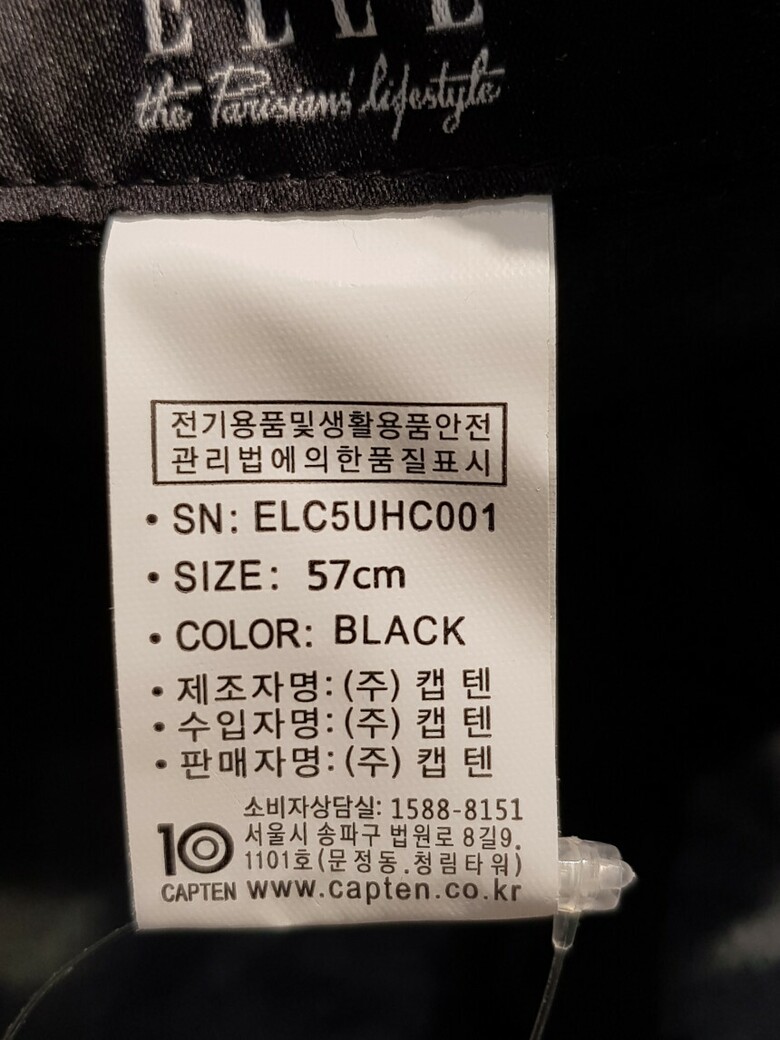 ELLE
the Parisians' lifestyle
전기용품및생활용품안전
관리법에의한품질표시
• SN: ELC5UHC001
• SIZE: 57cm
• COLOR: BLACK
• 제조자명: (주) 캡텐
• 수입자명: (주) 캡텐
• 판매자명: (주) 캡텐
소비자상담실: 1588-8151
서울시 송파구 법원로 8길9.
1101호(문정동.청림타워)
10
CAPTEN www.capten.co.kr